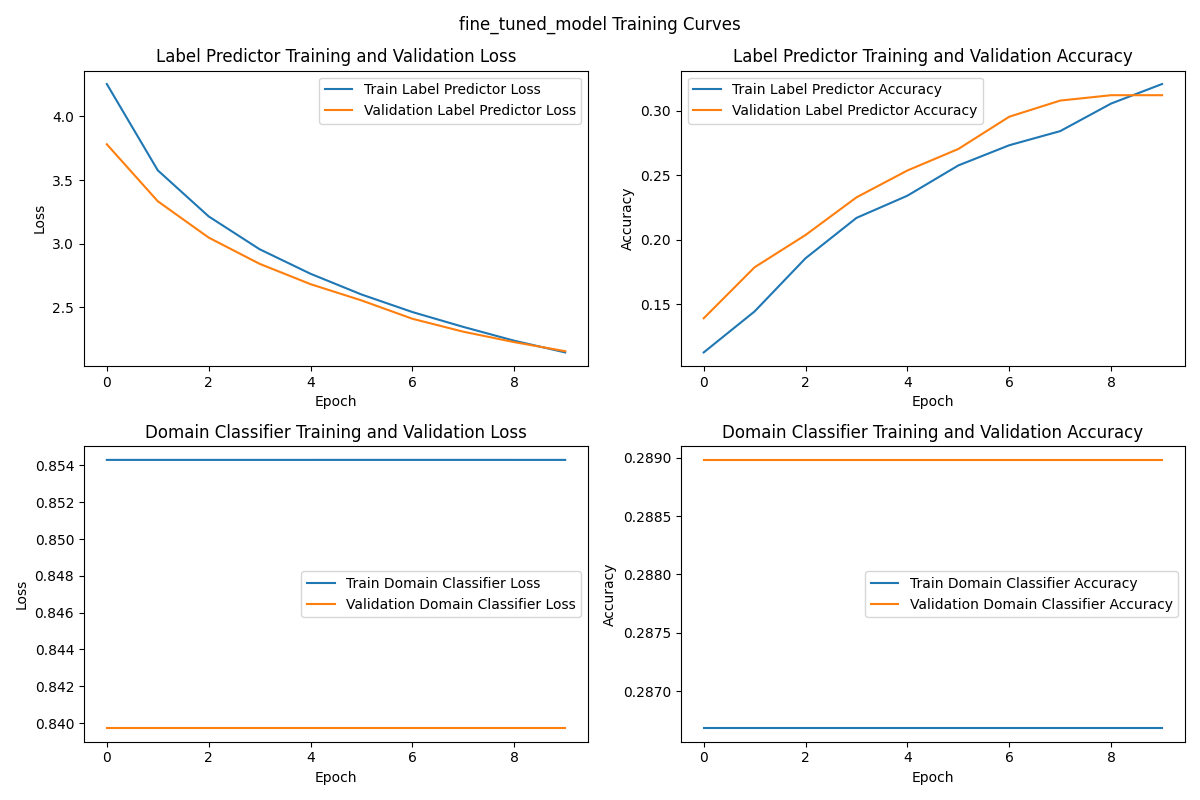 fine_tuned_model Training Curves
Label Predictor Training and Validation Loss
Train Label Predictor Loss
Validation Label Predictor Loss
4.0
3.5
3.0
2.5
Loss
0
2
4
6
8
Epoch
Label Predictor Training and Validation Accuracy
Train Label Predictor Accuracy
Validation Label Predictor Accuracy
0.30
0.25
0.20
0.15
Accuracy
0
2
4
6
8
Epoch
Domain Classifier Training and Validation Loss
Train Domain Classifier Loss
Validation Domain Classifier Loss
0.854
0.852
0.850
0.848
0.846
0.844
0.842
0.840
Loss
0
2
4
6
8
Epoch
Domain Classifier Training and Validation Accuracy
Train Domain Classifier Accuracy
Validation Domain Classifier Accuracy
0.2890
0.2885
0.2880
0.2875
0.2870
Accuracy
0
2
4
6
8
Epoch